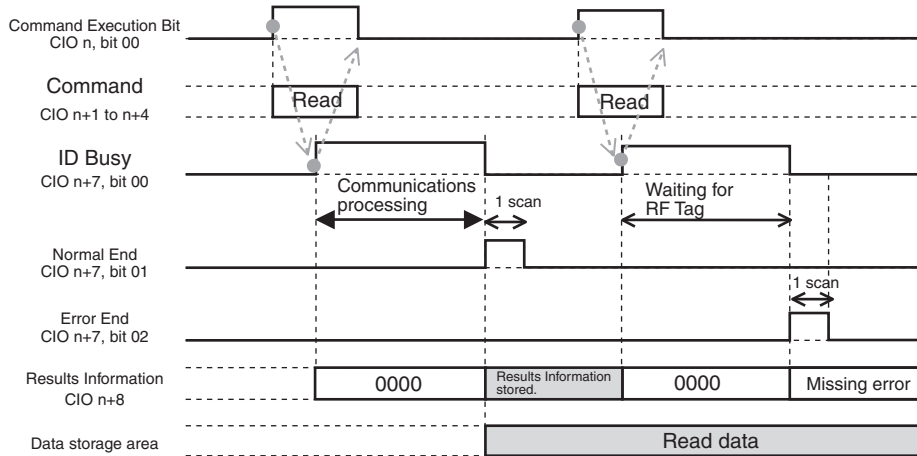 Command Execution Bit
CIO n, bit 00
Command
CIO n+1 to n+4
Read
Read
ID Busy
CIO n+7, bit 00
Communications
processing
1 scan
Waiting for
RF Tag
Normal End
CIO n+7, bit 01
1 scan
Error End
CIO n+7, bit 02
Results Information
CIO n+8
0000
Results Information
stored.
0000
Missing error
Data storage area
Read data